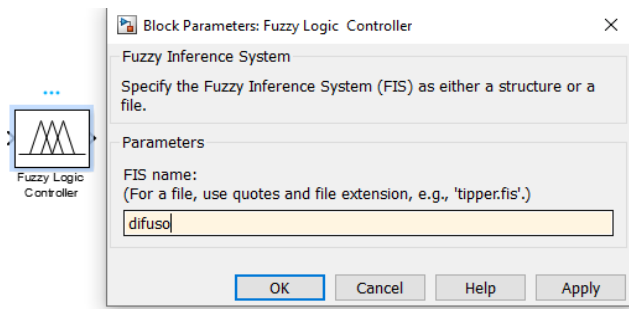 Block Parameters: Fuzzy Logic Controller
Fuzzy Inference System
Specify the Fuzzy Inference System (FIS) as either a structure or a
file.
Fuzzy Logic
Controller
Parameters
FIS name:
(For a file, use quotes and file extension, e.g., 'tipper.fis'.)
difuso
OK Cancel Help Apply